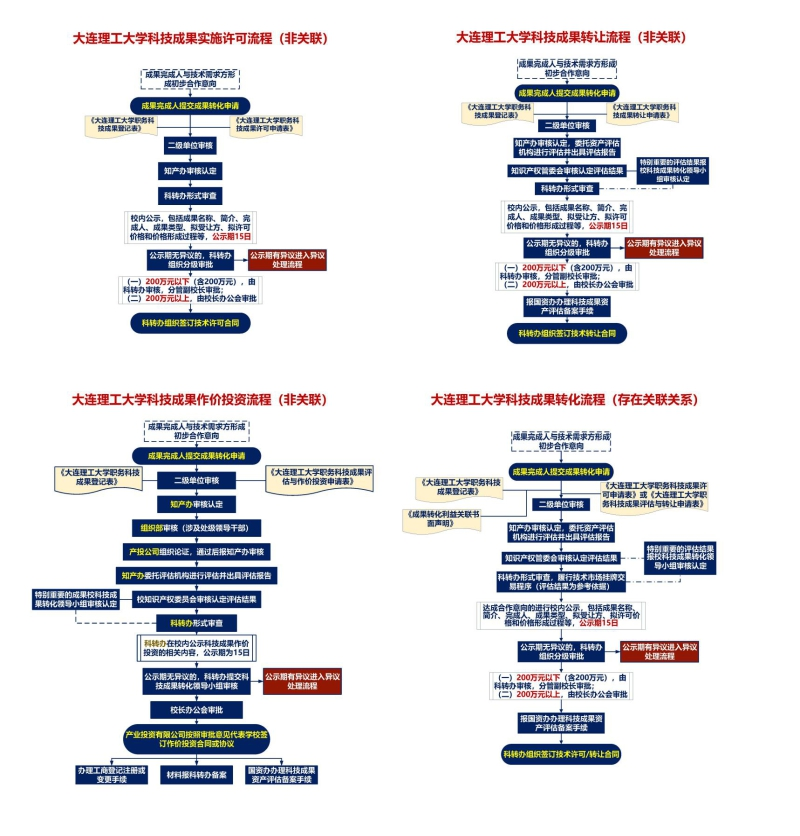 大连理工大学科技成果实施许可流程（非关联）
成果完成人与技术需求方形
成初步合作意向
成果完成人提交成果转化申请
《大连理工大学职务科
技成果登记表》
《大连理工大学职务科
技成果许可申请表》
二级单位审核
知产办审核认定
科转办形式审查
校内公示，包括成果名称、简介、完
成人、成果类型、拟受让方、拟许可
价格和价格形成过程等，公示期15日
公示期无异议的，科转办
组织分级审批
公示期有异议进入异议
处理流程
（一）200万元以下（含200万元），由
科转办审核，分管副校长审批；
（二）200万元以上，由校长办公会审批
科转办组织签订技术许可合同
大连理工大学科技成果转让流程（非关联）
成果完成人与技术需求方形成
初步合作意向
成果完成人提交成果转化申请
《大连理工大学职务科
技成果登记表》
《大连理工大学职务科
技成果转让申请表》
二级单位审核
知产办审核认定，委托资产评估
机构进行评估并出具评估报告
知识产权管委会审核认定评估结果
特别重要的评估结果报
校科技成果转化领导小
组审核认定
科转办形式审查
校内公示，包括成果名称、简介、完
成人、成果类型、拟受让方、拟许可
价格和价格形成过程等，公示期15日
公示期无异议的，科转办
组织分级审批
公示期有异议进入异议
处理流程
（一）200万元以下（含200万元），由
科转办审核，分管副校长审批；
（二）200万元以上，由校长办公会审批
报国资办办理科技成果资
产评估备案手续
科转办组织签订技术转让合同
大连理工大学科技成果作价投资流程（非关联）
成果完成人与技术需求方形成
初步合作意向
成果完成人提交成果转化申请
《大连理工大学职务科技
成果登记表》
二级单位审核
《大连理工大学职务科技成果评
估与作价投资申请表》
知产办审核认定
组织部审核（涉及处级领导干部）
产投公司组织论证，通过后报知产办审核
知产办委托评估机构进行评估并出具评估报告
特别重要的成果校科技成
果转化领导小组审核认定
校知识产权委员会审核认定评估结果
科转办形式审查
科转办在校内公示科技成果作价
投资的相关内容，公示期为15日
公示期无异议的，科转办提交科
技成果转化领导小组审核
公示期有异议进入异议
处理流程
校长办公会审批
产业投资有限公司按照审批意见代表学校签
订作价投资合同或协议
办理工商登记注册或
变更手续
材料报科转办备案
国资办办理科技成果
资产评估备案手续
大连理工大学科技成果转化流程（存在关联关系）
成果完成人与技术需求方形成
初步合作意向
成果完成人提交成果转化申请
《大连理工大学职务科技
成果登记表》
《大连理工大学职务科技成果许
可申请表》或《大连理工大学职
务科技成果评估与转让申请表》
二级单位审核
《成果转化利益关联书
面声明》
知产办审核认定，委托资产评估
机构进行评估并出具评估报告
知识产权管委会审核认定评估结果
特别重要的评估结果
报校科技成果转化领
导小组审核认定
科转办形式审查，履行技术市场挂牌交
易程序（评估结果为参考依据）
达成合作意向的进行校内公示，包括成果名称、
简介、完成人、成果类型、拟受让方、拟许可价
格和价格形成过程等，公示期15日
公示期无异议的，科转办
组织分级审批
公示期有异议进入异议
处理流程
（一）200万元以下（含200万元），由
科转办审核，分管副校长审批；
（二）200万元以上，由校长办公会审批
报国资办办理科技成果资
产评估备案手续
科转办组织签订技术许可/转让合同